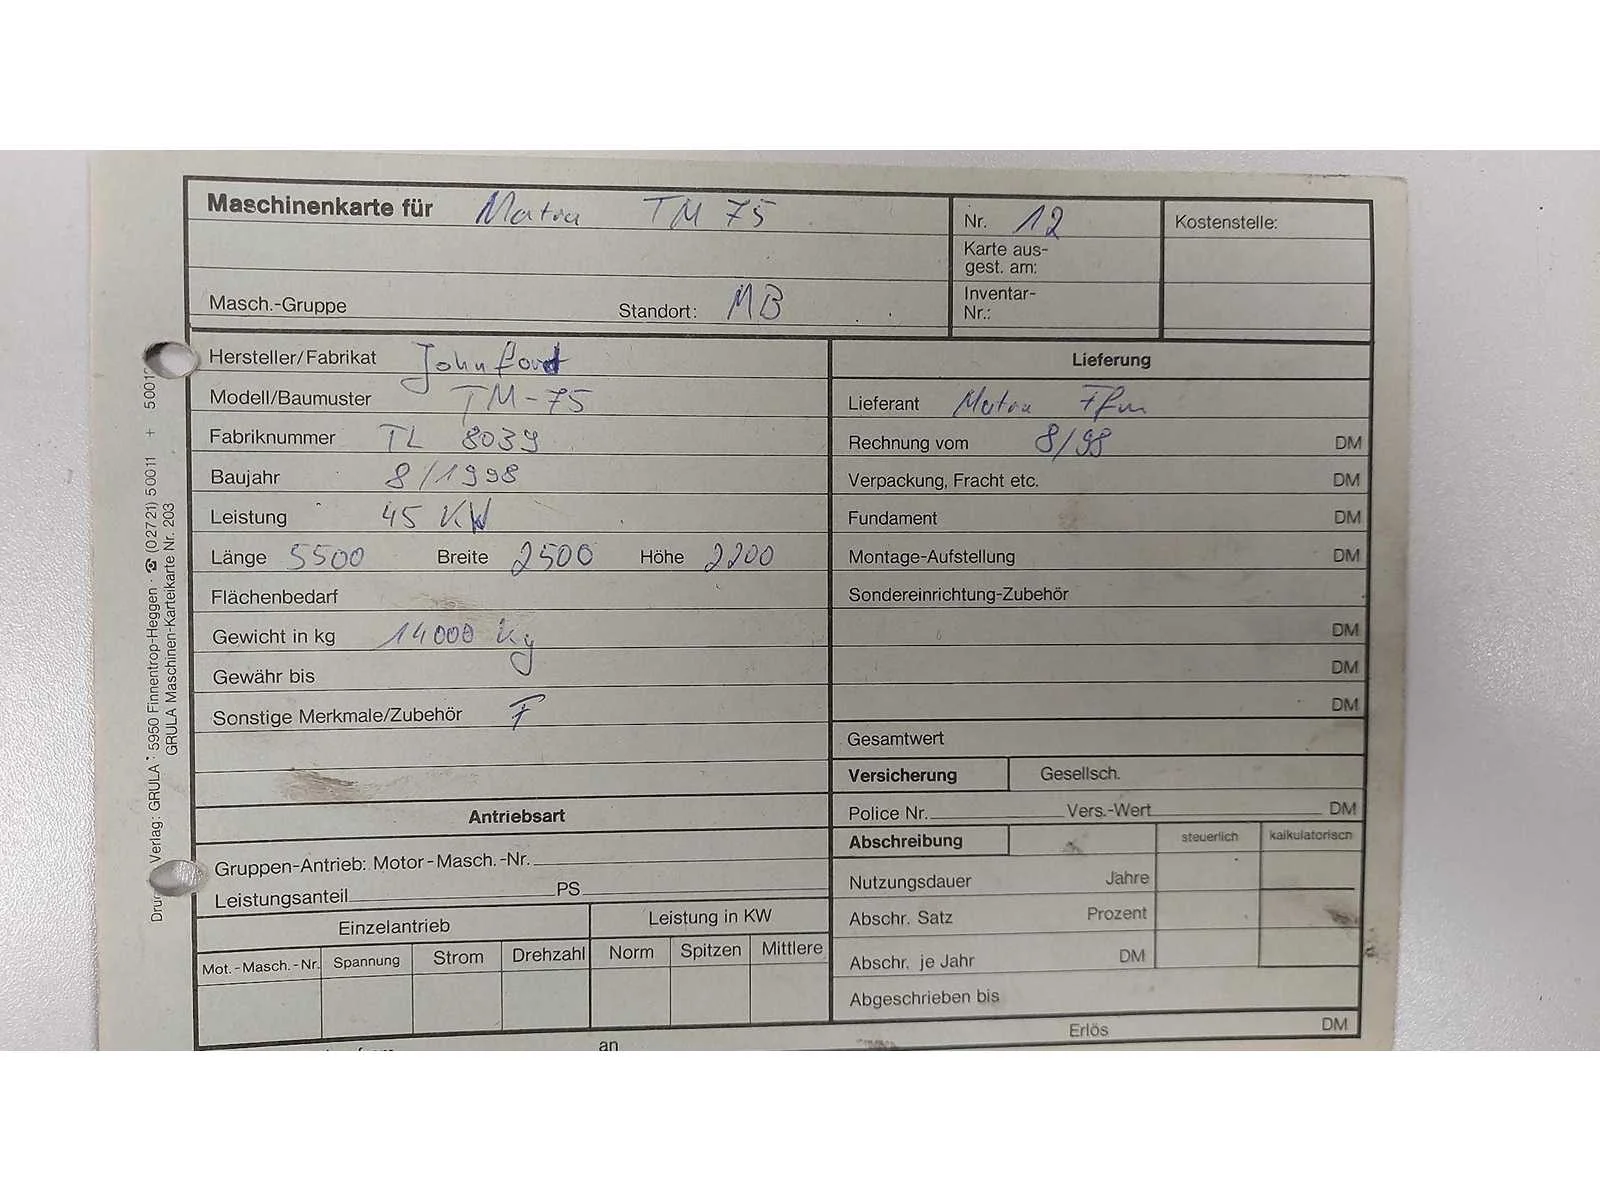 Maschinenkarte für Matra TM 75
Nr. 12
Kostenstelle:
Karte aus-
gest. am:
Masch.-Gruppe Standort: MB
Inventar-
Nr.:
Hersteller/Fabrikat John ford
Modell/Baumuster TM-75
Fabriknummer TL 8039
Baujahr 8/1998
Leistung 45 KW
Länge 5500 Breite 2500 Höhe 2200
Flächenbedarf
Gewicht in kg 14000 kg
Gewähr bis
Sonstige Merkmale/Zubehör F
Antriebsart
Gruppen-Antrieb: Motor-Masch.-Nr.
Leistungsanteil PS
Einzelantrieb Leistung in KW
Mot.-Masch.-Nr. Spannung Strom Drehzahl Norm Spitzen Mittlere
an
Lieferung
Lieferant Matra Ffm
Rechnung vom 8/98 DM
Verpackung, Fracht etc. DM
Fundament DM
Montage-Aufstellung DM
Sondereinrichtung-Zubehör
DM
DM
DM
Gesamtwert
Versicherung Gesellsch.
Police Nr. Vers.-Wert DM
Abschreibung steuerlich kalkulatorisch
Nutzungsdauer Jahre
Abschr. Satz Prozent
Abschr. je Jahr DM
Abgeschrieben bis
Erlös DM
Verlag: GRULA · 5950 Finnentrop-Heggen · ☎ (02721) 50011 + 5001
GRULA Maschinen-Karteikarte Nr. 203